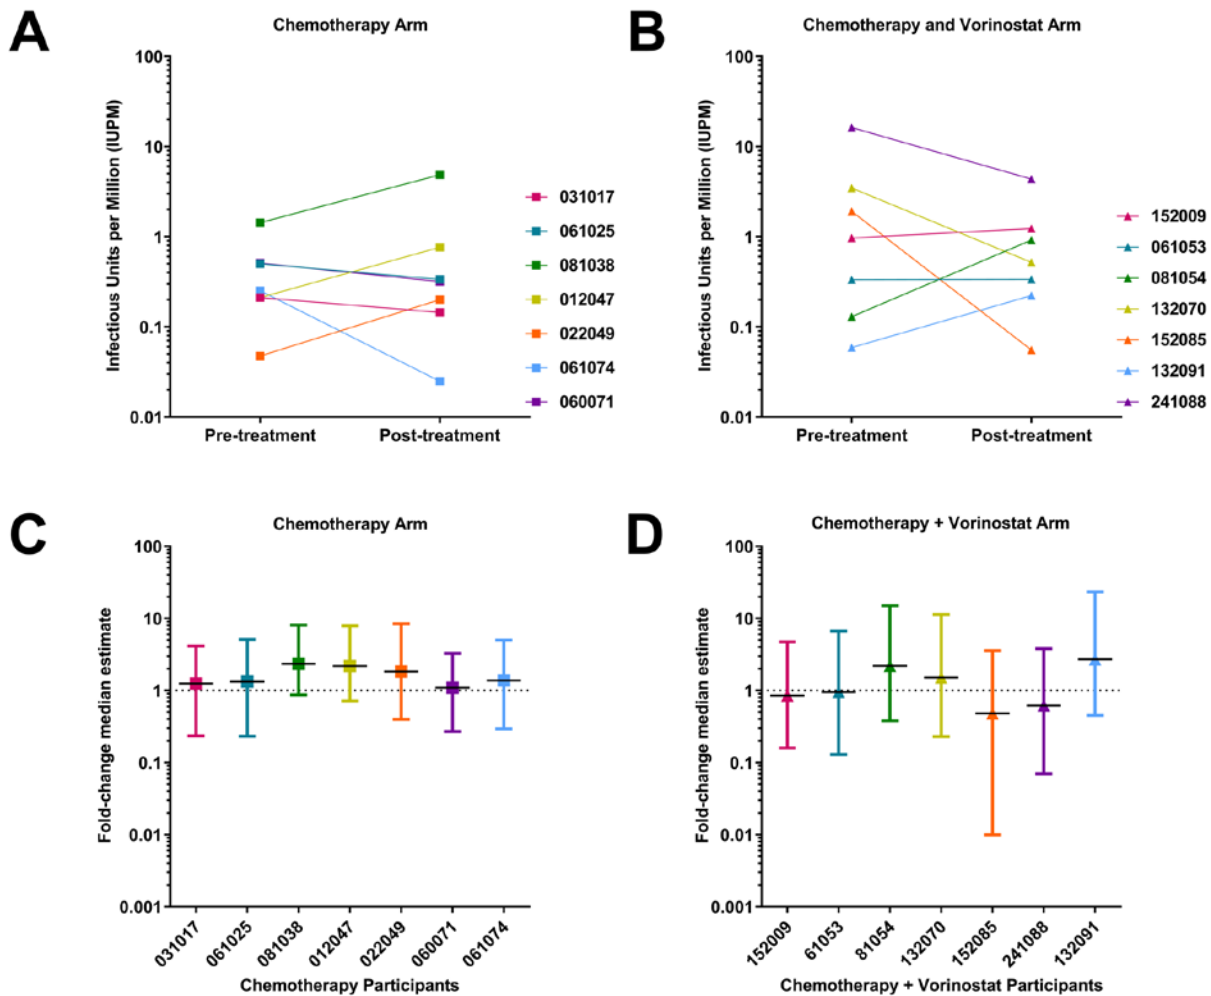 A
Chemotherapy Arm
Infectious Units per Million (IUPM)
100
10
1
0.1
0.01
Pre-treatment
Post-treatment
031017
061025
081038
012047
022049
061074
060071
B
Chemotherapy and Vorinostat Arm
Infectious Units per Million (IUPM)
100
10
1
0.1
0.01
Pre-treatment
Post-treatment
152009
061053
081054
132070
152085
132091
241088
C
Chemotherapy Arm
Fold-change median estimate
100
10
1
0.1
0.01
0.001
031017
061025
081038
012047
022049
060071
061074
Chemotherapy Participants
D
Chemotherapy + Vorinostat Arm
Fold-change median estimate
100
10
1
0.1
0.01
0.001
152009
61053
81054
132070
152085
241088
132091
Chemotherapy + Vorinostat Participants